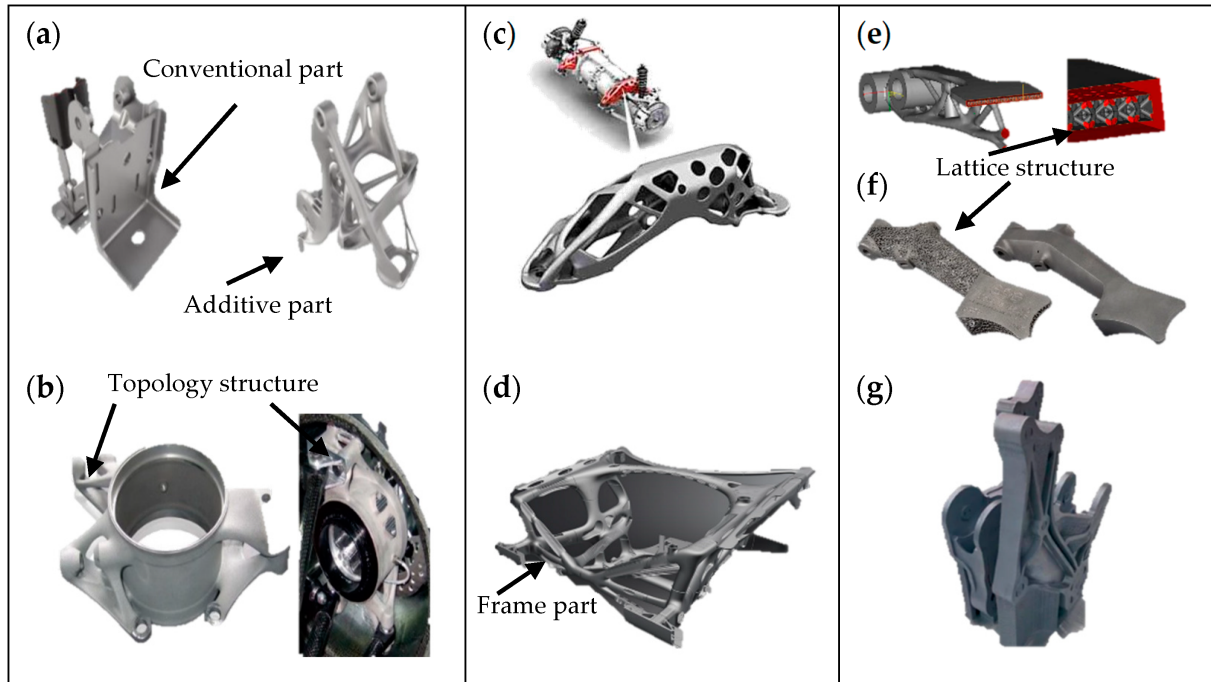 (a)
Conventional part
Additive part
(b)
Topology structure
(c)
(d)
Frame part
(e)
Lattice structure
(f)
(g)